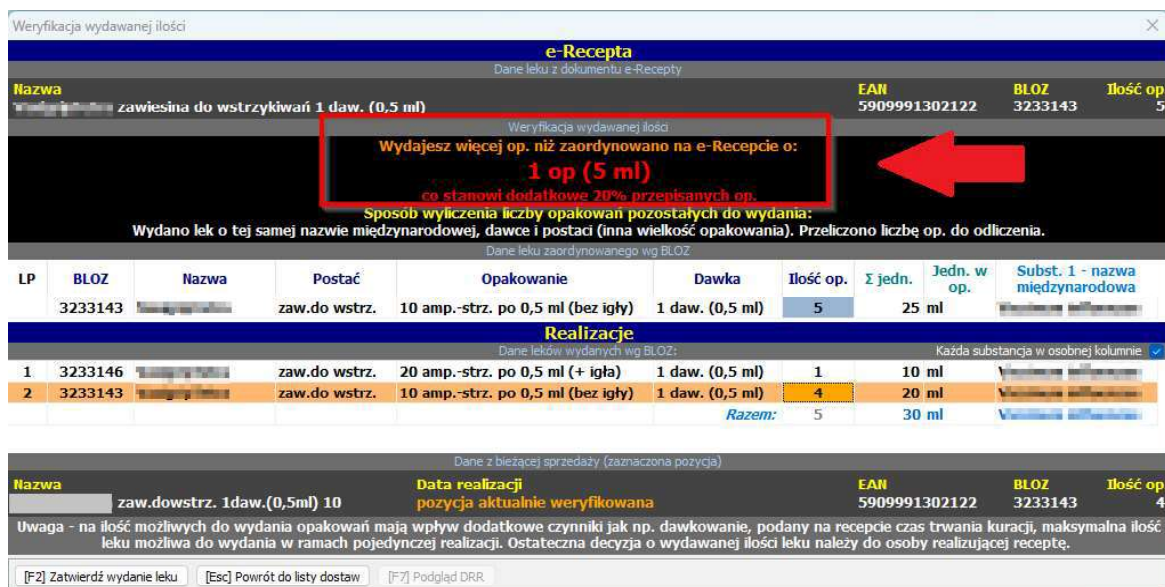 Weryfikacja wydawanej ilości
e-Recepta
Dane leku z dokumentu e-Recepty
Nazwa EAN BLOZ Ilość op.
zawiesina do wstrzykiwań 1 daw. (0,5 ml) 5909991302122 3233143 5
Weryfikacja wydawanej ilości
Wydajesz więcej op. niż zaordynowano na e-Recepcie o:
1 op (5 ml)
co stanowi dodatkowe 20% przepisanych op.
Sposób wyliczenia liczby opakowań pozostałych do wydania:
Wydano lek o tej samej nazwie międzynarodowej, dawce i postaci (inna wielkość opakowania). Przeliczono liczbę op. do odliczenia.
Dane leku zaordynowanego wg BLOZ
LP BLOZ Nazwa Postać Opakowanie Dawka Ilość op. Σ jedn. Jedn. w op. Subst. 1 - nazwa międzynarodowa
3233143 zaw.do wstrz. 10 amp.-strz. po 0,5 ml (bez igły) 1 daw. (0,5 ml) 5 25 ml
Realizacje
Dane leków wydanych wg BLOZ: Każda substancja w osobnej kolumnie
1 3233146 zaw.do wstrz. 20 amp.-strz. po 0,5 ml (+ igła) 1 daw. (0,5 ml) 1 10 ml
2 3233143 zaw.do wstrz. 10 amp.-strz. po 0,5 ml (bez igły) 1 daw. (0,5 ml) 4 20 ml
Razem: 5 30 ml
Dane z bieżącej sprzedaży (zaznaczona pozycja)
Nazwa Data realizacji EAN BLOZ Ilość op.
zaw.dowstrz. 1daw.(0,5ml) 10 pozycja aktualnie weryfikowana 5909991302122 3233143 4
Uwaga - na ilość możliwych do wydania opakowań mają wpływ dodatkowe czynniki jak np. dawkowanie, podany na recepcie czas trwania kuracji, maksymalna ilość
leku możliwa do wydania w ramach pojedynczej realizacji. Ostateczna decyzja o wydawanej ilości leku należy do osoby realizującej receptę.
[F2] Zatwierdź wydanie leku [Esc] Powrót do listy dostaw [F7] Podgląd DRR